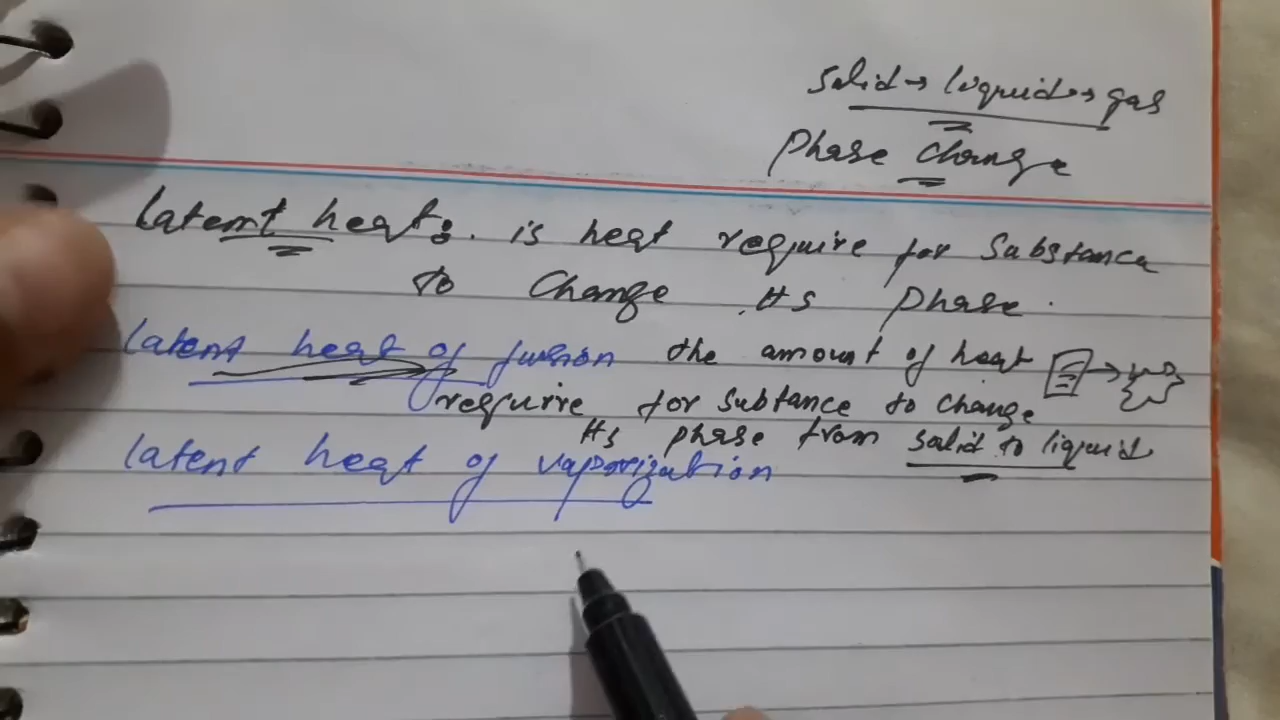 solid → liquid → gas
Phase change
latent heat: is heat require for Substance
to change its phase.
latent heat of fusion the amount of heat
require for subtance to change
its phase from solid to liquid
latent heat of vaporization